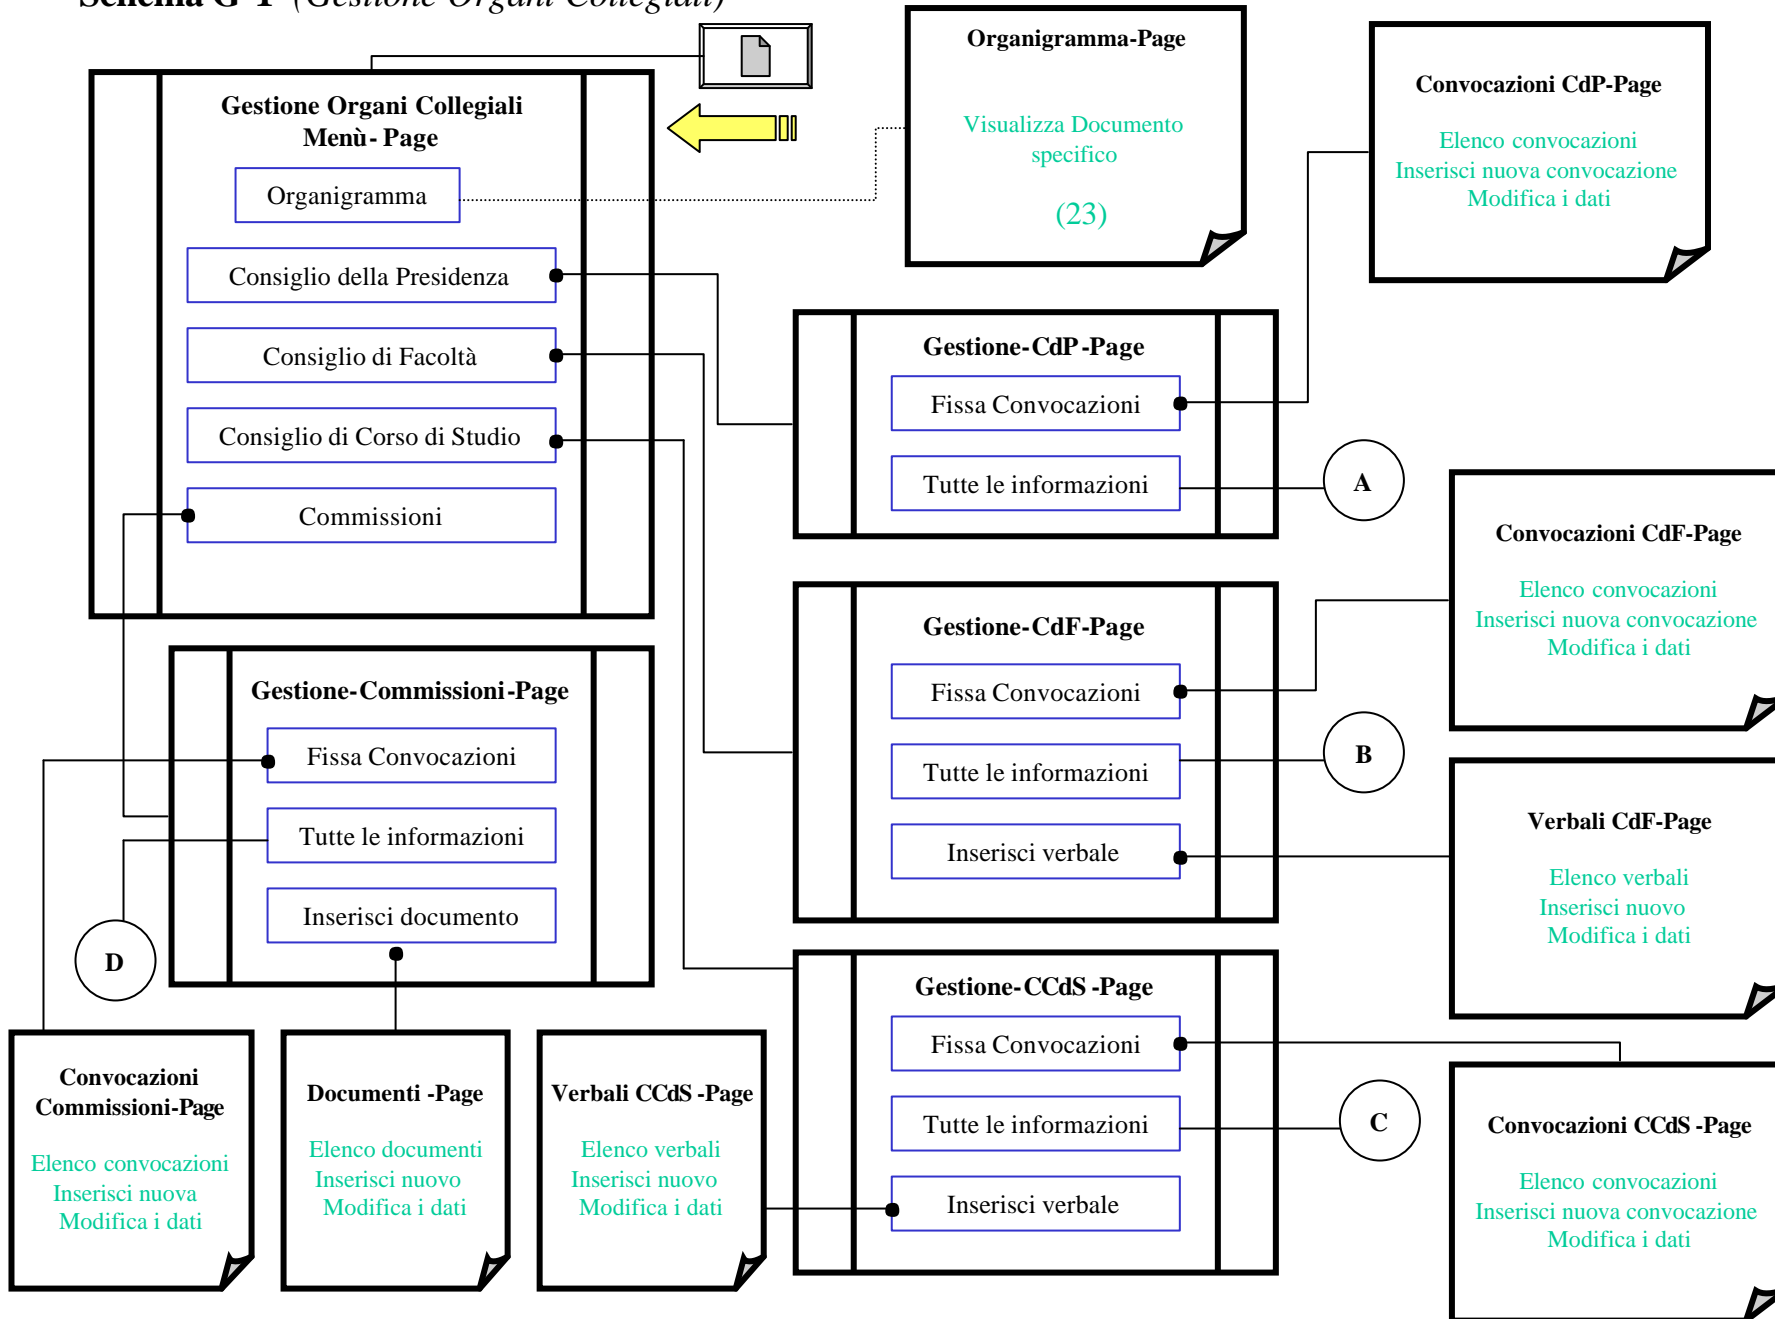 Schema G-1 (Gestione Organi Collegiali)
Gestione Organi Collegiali
Menù- Page
Organigramma
Consiglio della Presidenza
Consiglio di Facoltà
Consiglio di Corso di Studio
Commissioni
Organigramma-Page
Visualizza Documento
specifico
(23)
Convocazioni CdP-Page
Elenco convocazioni
Inserisci nuova convocazione
Modifica i dati
Gestione-CdP-Page
Fissa Convocazioni
Tutte le informazioni
A
Convocazioni CdF-Page
Elenco convocazioni
Inserisci nuova convocazione
Modifica i dati
Gestione-CdF-Page
Fissa Convocazioni
Tutte le informazioni
Inserisci verbale
B
Verbali CdF-Page
Elenco verbali
Inserisci nuovo
Modifica i dati
Gestione-Commissioni-Page
Fissa Convocazioni
Tutte le informazioni
Inserisci documento
D
Gestione-CCdS -Page
Fissa Convocazioni
Tutte le informazioni
Inserisci verbale
C
Convocazioni
Commissioni-Page
Elenco convocazioni
Inserisci nuova
Modifica i dati
Documenti -Page
Elenco documenti
Inserisci nuovo
Modifica i dati
Verbali CCdS -Page
Elenco verbali
Inserisci nuovo
Modifica i dati
Convocazioni CCdS -Page
Elenco convocazioni
Inserisci nuova convocazione
Modifica i dati